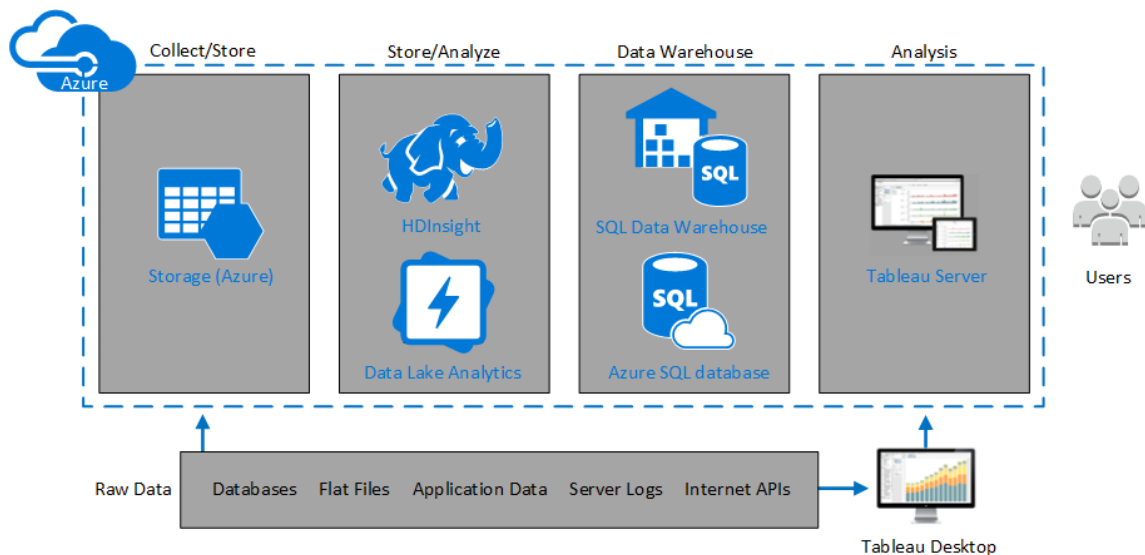 Collect/Store
Store/Analyze
Data Warehouse
Analysis
Azure
SQL
HDInsight
SQL Data Warehouse
Storage (Azure)
Tableau Server
Users
SQL
Data Lake Analytics
Azure SQL database
Raw Data
Databases
Flat Files
Application Data
Server Logs
Internet APIs
Tableau Desktop